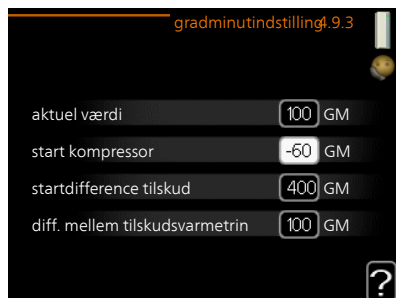 gradminutindstilling4.9.3
aktuel værdi 100 GM
start kompressor -60 GM
startdifference tilskud 400 GM
diff. mellem tilskudsvarmetrin 100 GM
?